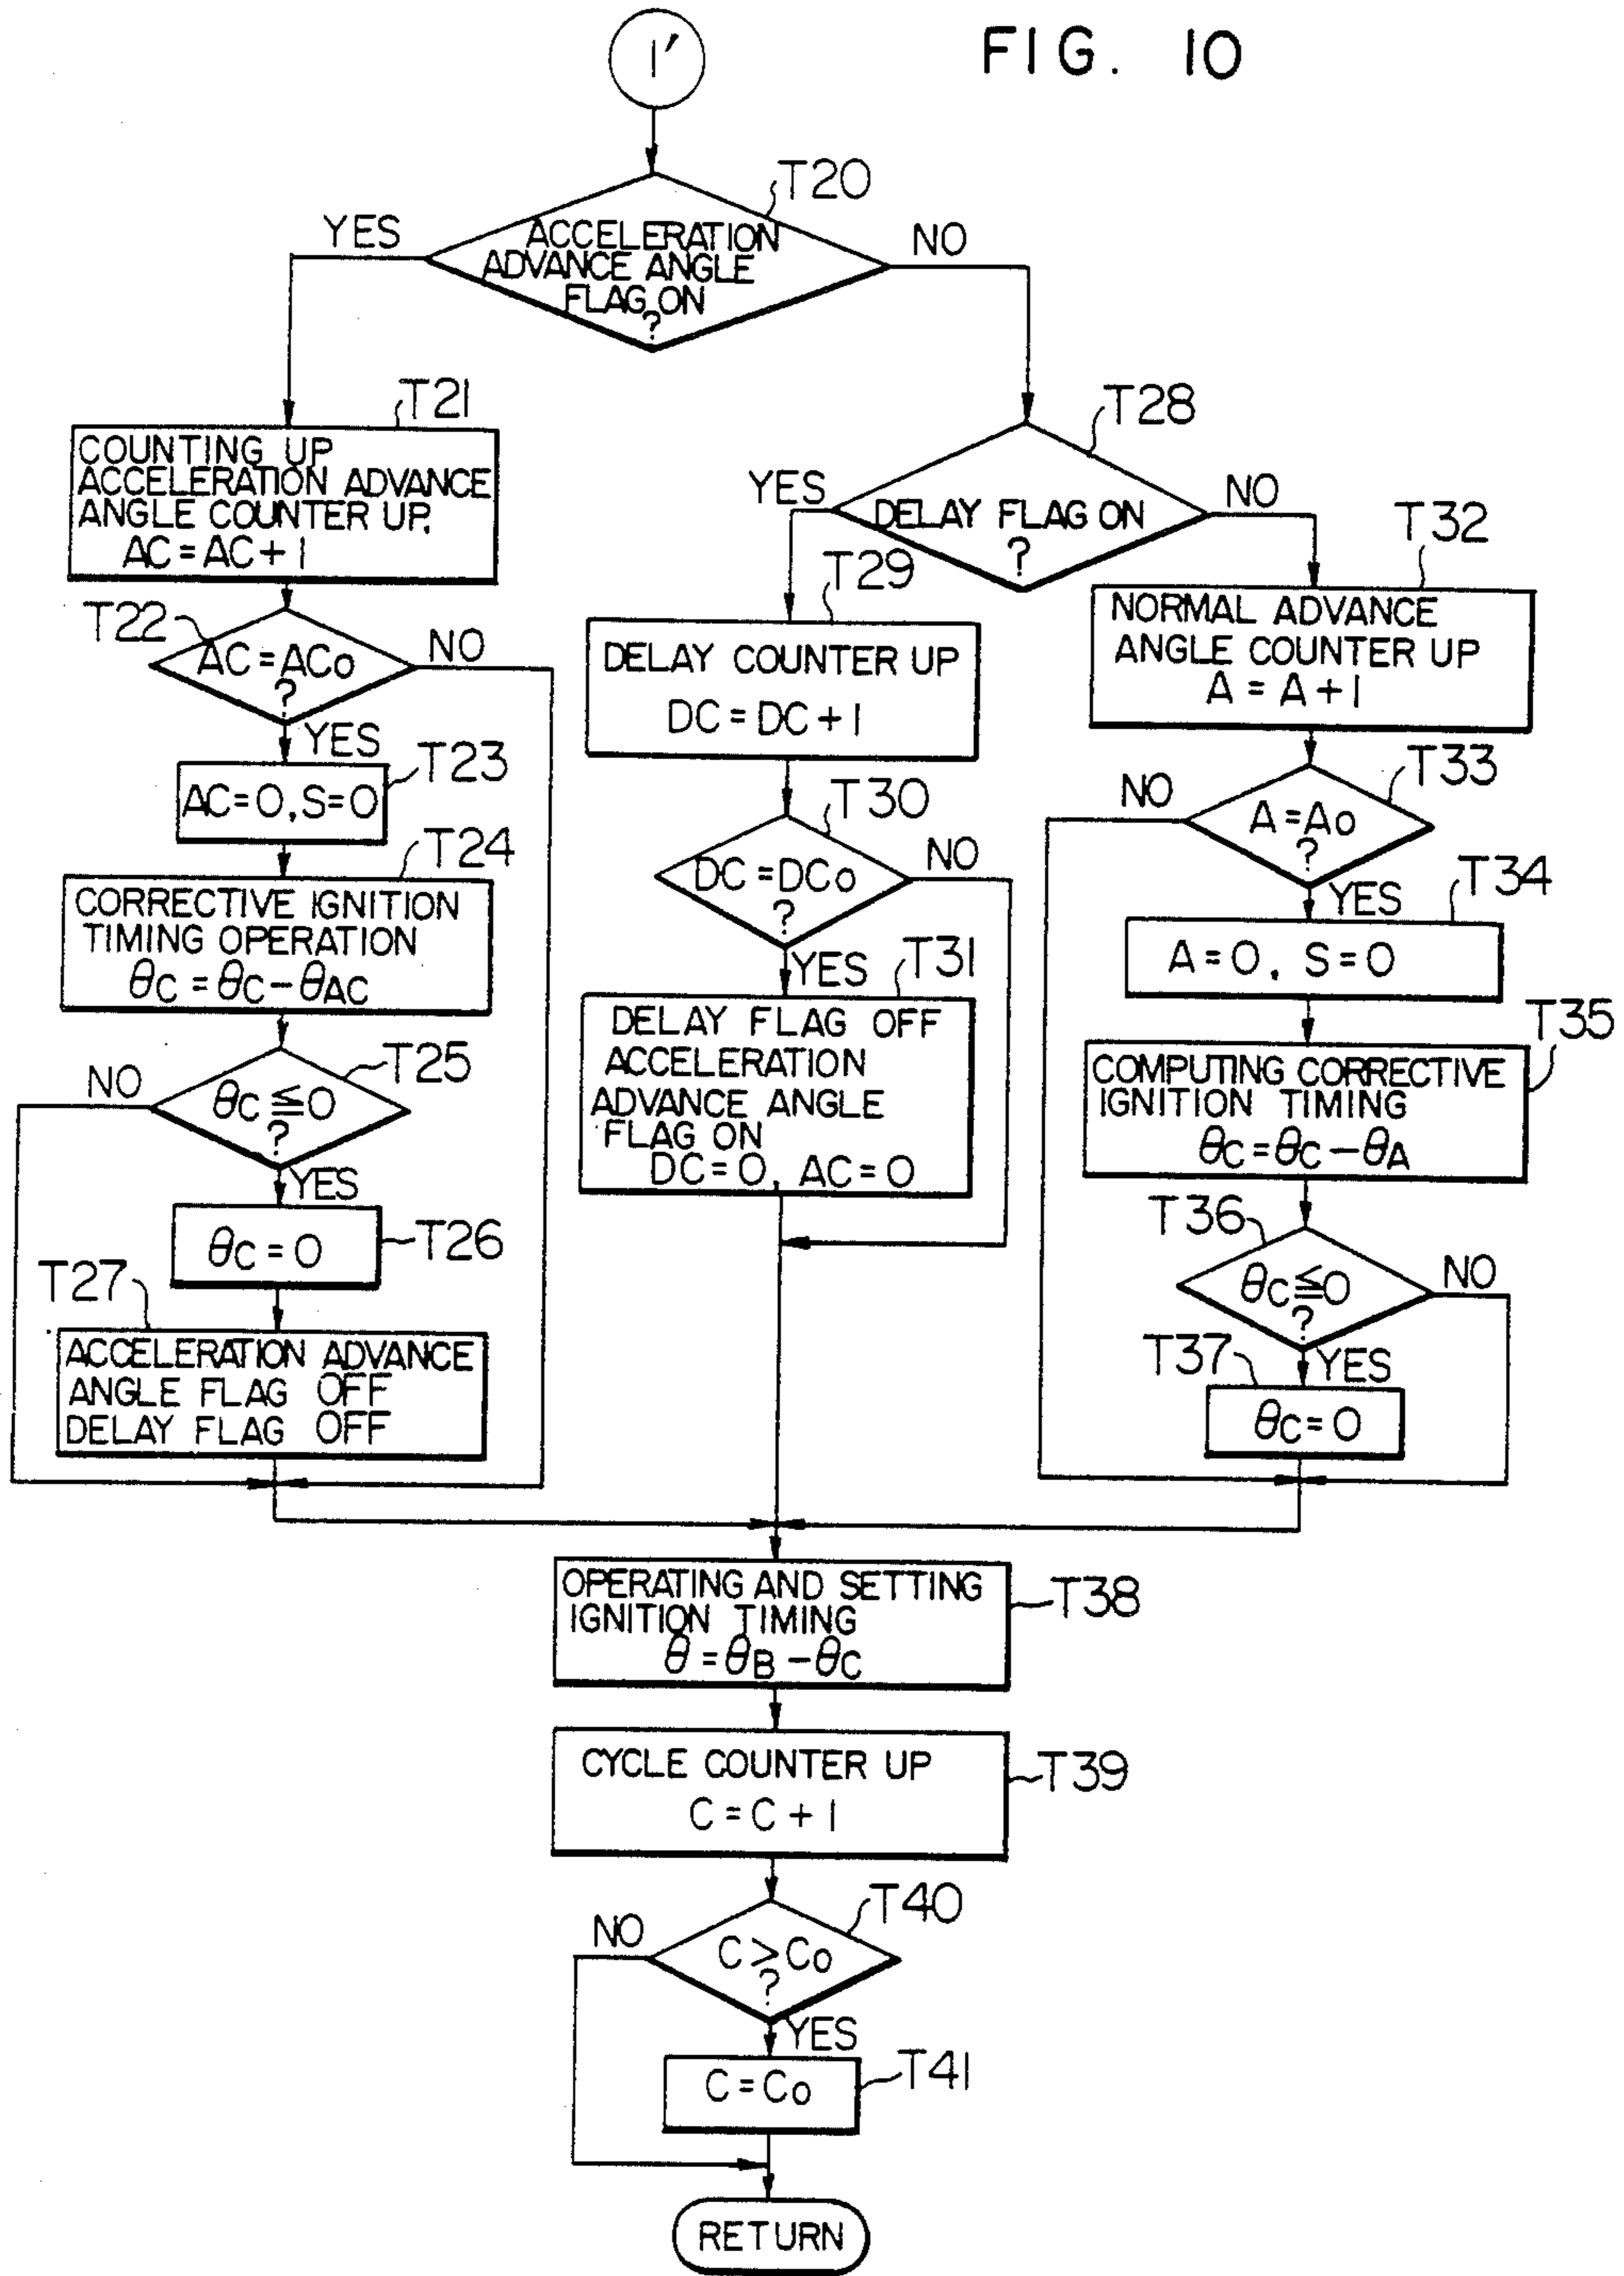 FIG. 10
1'
T20
YES
ACCELERATION
ADVANCE ANGLE
FLAG ON
?
NO
T21
COUNTING UP
ACCELERATION ADVANCE
ANGLE COUNTER UP,
AC = AC + 1
T22
AC = ACo
?
NO
YES
T23
AC=0, S=0
T24
CORRECTIVE IGNITION
TIMING OPERATION
θC = θC - θAC
T25
NO
θC ≦ 0
?
YES
θC = 0
T26
T27
ACCELERATION ADVANCE
ANGLE FLAG OFF
DELAY FLAG OFF
T28
YES
DELAY FLAG ON
?
NO
T29
DELAY COUNTER UP
DC = DC + 1
T30
DC = DCo
?
NO
YES
T31
DELAY FLAG OFF
ACCELERATION
ADVANCE ANGLE
FLAG ON
DC=0, AC=0
T32
NORMAL ADVANCE
ANGLE COUNTER UP
A = A + 1
T33
NO
A = Ao
?
YES
T34
A = 0, S = 0
T35
COMPUTING CORRECTIVE
IGNITION TIMING
θC = θC - θA
T36
θC ≦ 0
?
NO
YES
T37
θC = 0
OPERATING AND SETTING
IGNITION TIMING
θ = θB - θC
T38
CYCLE COUNTER UP
C = C + 1
T39
T40
NO
C > Co
?
YES
C = Co
T41
RETURN